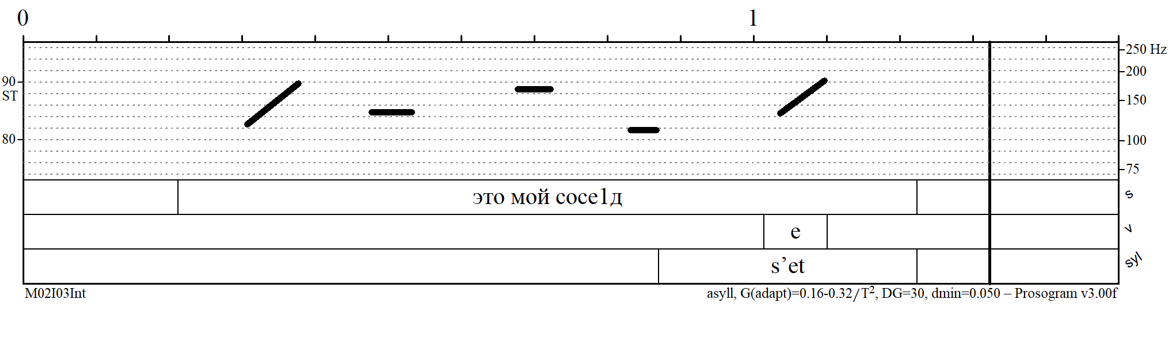 0 1
250 Hz
90 200
ST
150
80 100
75
это мой сосе1д s
e v
s’et syl
M02I03Int asyll, G(adapt)=0.16-0.32/T², DG=30, dmin=0.050 – Prosogram v3.00f